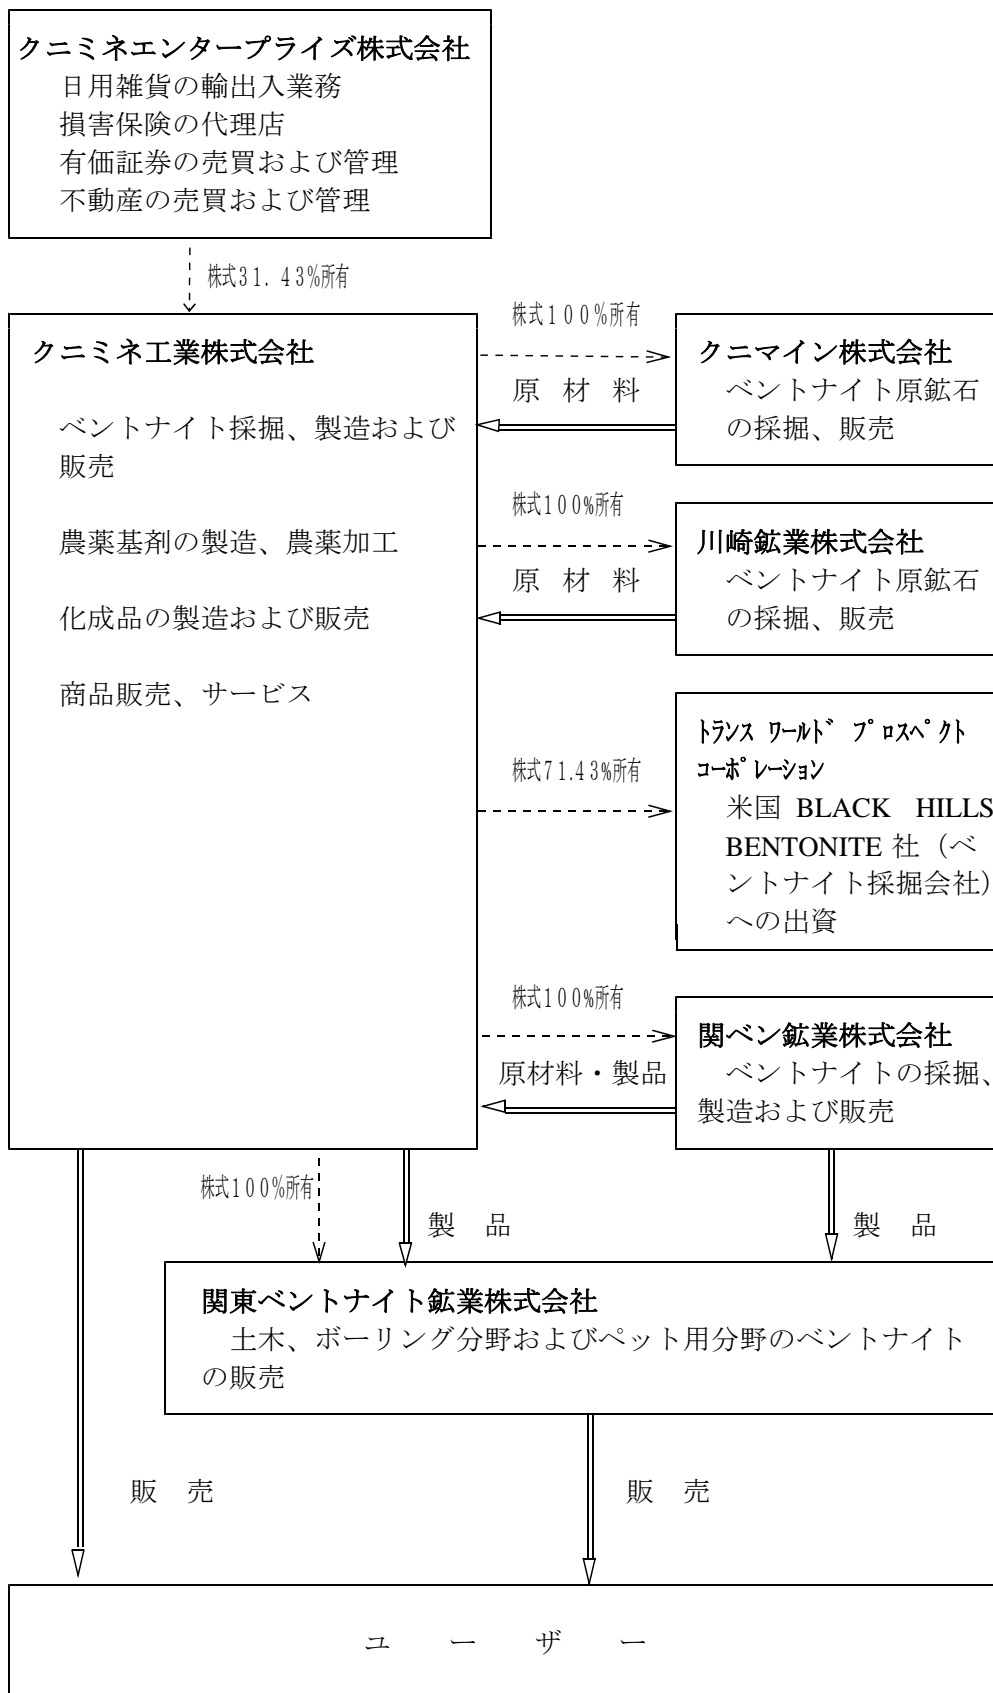 クニミネエンタープライズ株式会社
日用雑貨の輸出入業務
損害保険の代理店
有価証券の売買および管理
不動産の売買および管理
株式31.43%所有
クニミネ工業株式会社
ベントナイト採掘、製造および
販売
農薬基剤の製造、農薬加工
化成品の製造および販売
商品販売、サービス
株式100%所有
原 材 料
クニマイン株式会社
ベントナイト原鉱石
の採掘、販売
株式100%所有
原 材 料
川崎鉱業株式会社
ベントナイト原鉱石
の採掘、販売
株式71.43%所有
トランス ワールド プロスペクト
コーポレーション
米国 BLACK HILLS
BENTONITE 社（ベ
ントナイト採掘会社）
への出資
株式100%所有
原材料・製品
関ベン鉱業株式会社
ベントナイトの採掘、
製造および販売
株式100%所有
製 品
製 品
関東ベントナイト鉱業株式会社
土木、ボーリング分野およびペット用分野のベントナイト
の販売
販 売
販 売
ユ ー ザ ー